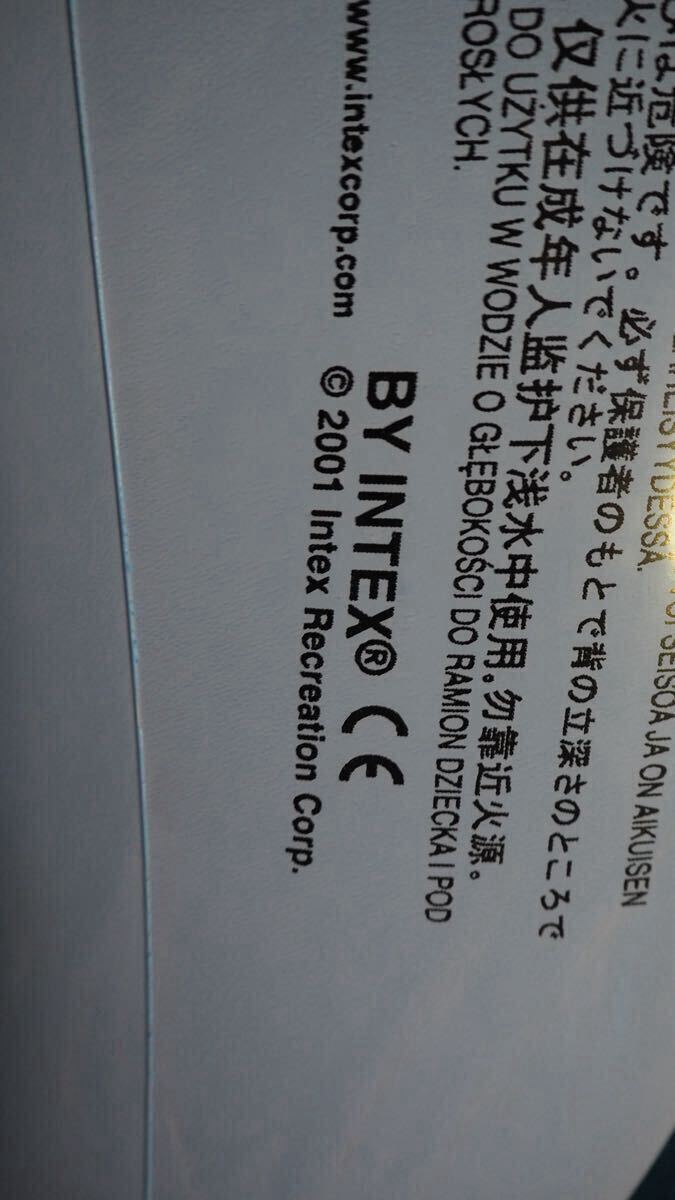 EISOA JA ON AIKUISEN
YDESSÄ.
危険です。必ず保護者のもとで背の立深さのところで
火に近づけないでください。
仅供在成年人监护下浅水中使用。勿靠近火源。
DO UŻYTKU W WODZIE O GŁĘBOKOŚCI DO RAMION DZIECKA I POD
ROSŁYCH.
BY INTEX® CE
www.intexcorp.com © 2001 Intex Recreation Corp.